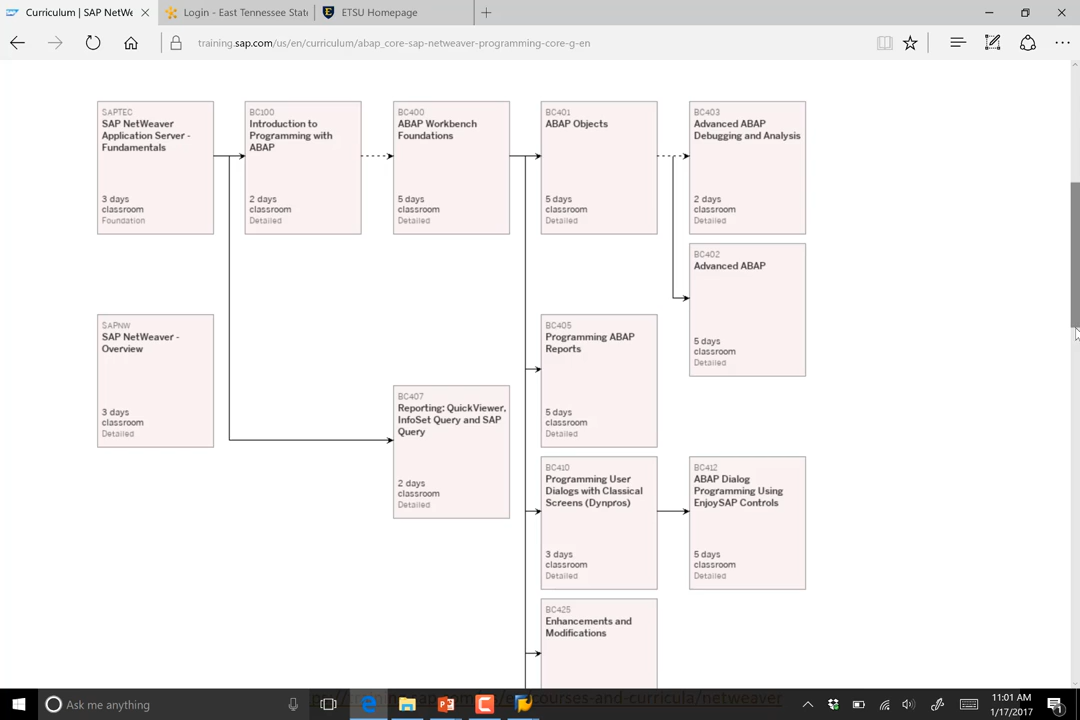 Curriculum | SAP NetWe
Login - East Tennessee Stat
ETSU Homepage
training.sap.com/us/en/curriculum/abap_core-sap-netweaver-programming-core-g-en
SAPTEC
SAP NetWeaver
Application Server -
Fundamentals
3 days
classroom
Foundation
BC100
Introduction to
Programming with
ABAP
2 days
classroom
Detailed
BC400
ABAP Workbench
Foundations
5 days
classroom
Detailed
BC401
ABAP Objects
5 days
classroom
Detailed
BC403
Advanced ABAP
Debugging and Analysis
2 days
classroom
Detailed
BC402
Advanced ABAP
5 days
classroom
Detailed
SAPNW
SAP NetWeaver -
Overview
3 days
classroom
Detailed
BC407
Reporting: QuickViewer,
InfoSet Query and SAP
Query
2 days
classroom
Detailed
BC405
Programming ABAP
Reports
5 days
classroom
Detailed
BC410
Programming User
Dialogs with Classical
Screens (Dynpros)
3 days
classroom
Detailed
BC412
ABAP Dialog
Programming Using
EnjoySAP Controls
5 days
classroom
Detailed
BC425
Enhancements and
Modifications
Ask me anything
courses-and-curricula/netweaver
11:01 AM
1/17/2017